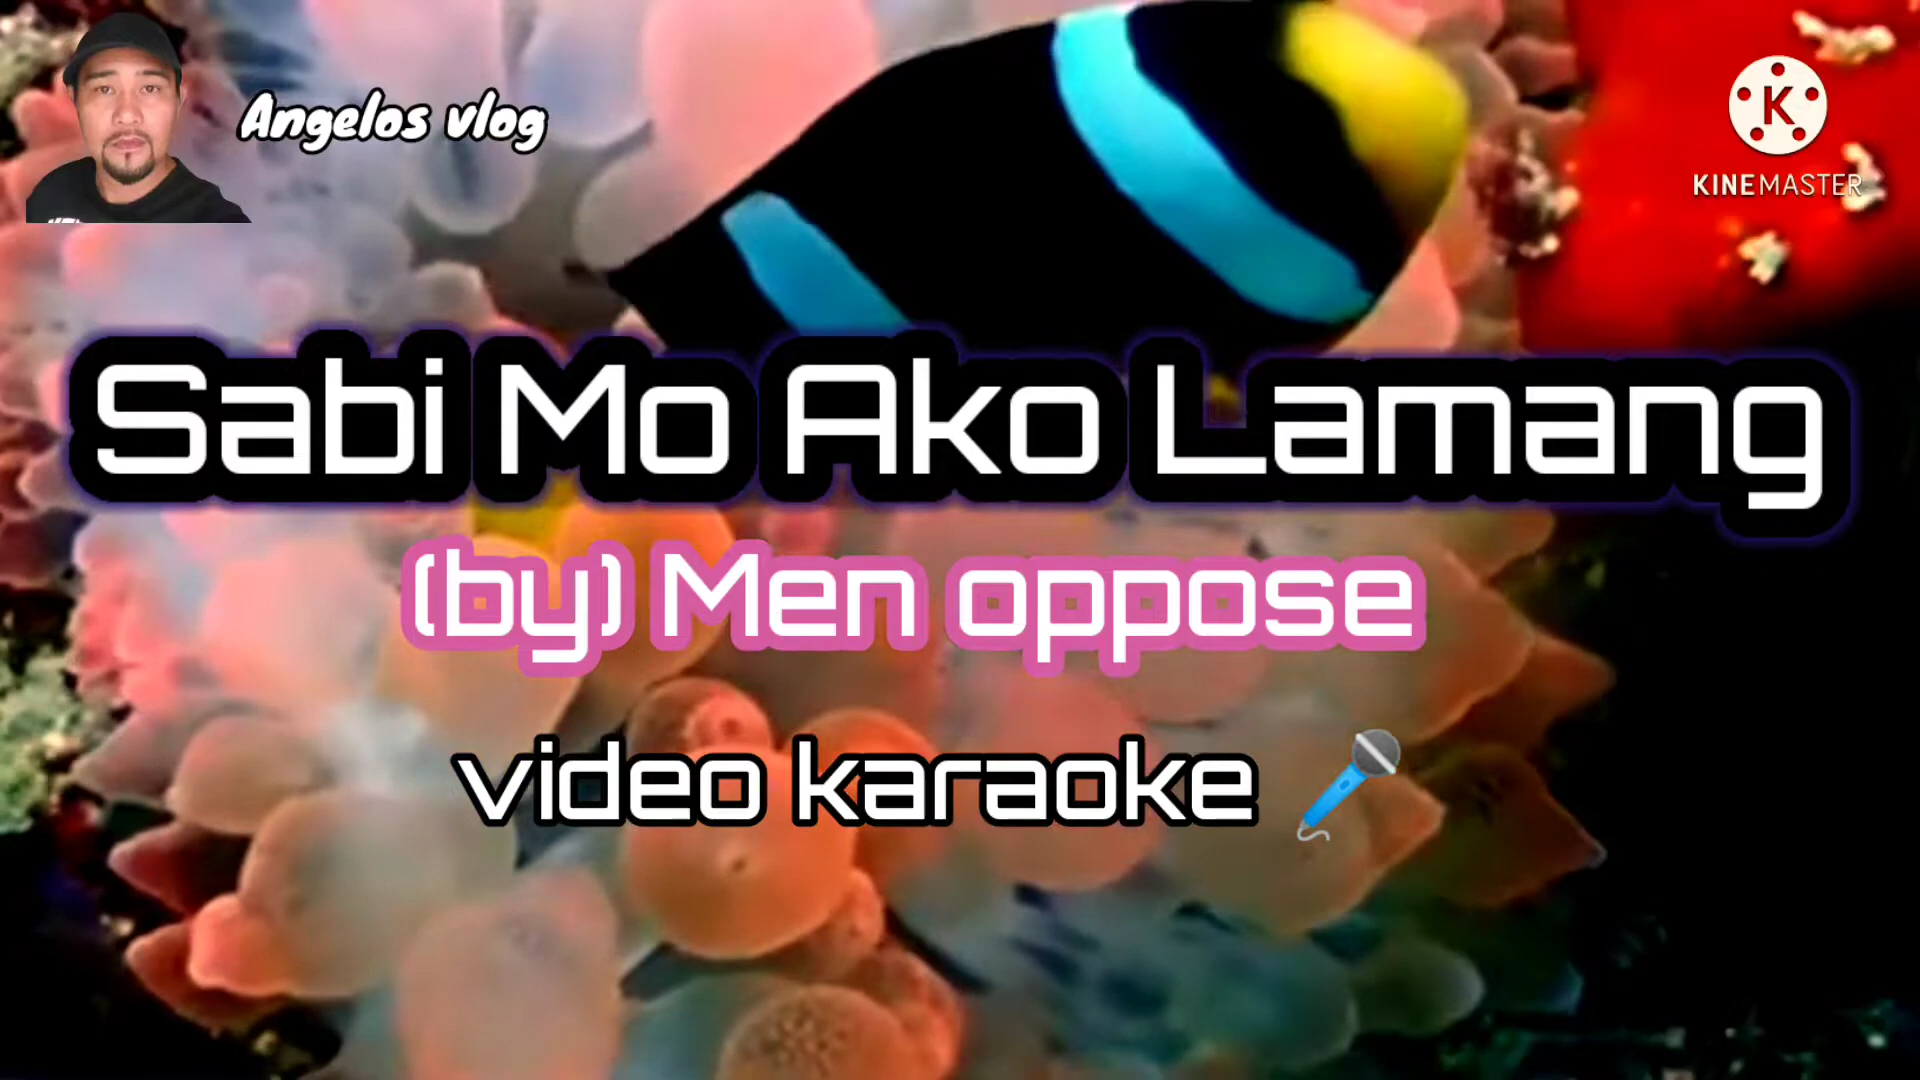 Angelos vlog
K
KINEMASTER
Sabi Mo Ako Lamang
(by) Men oppose
video karaoke